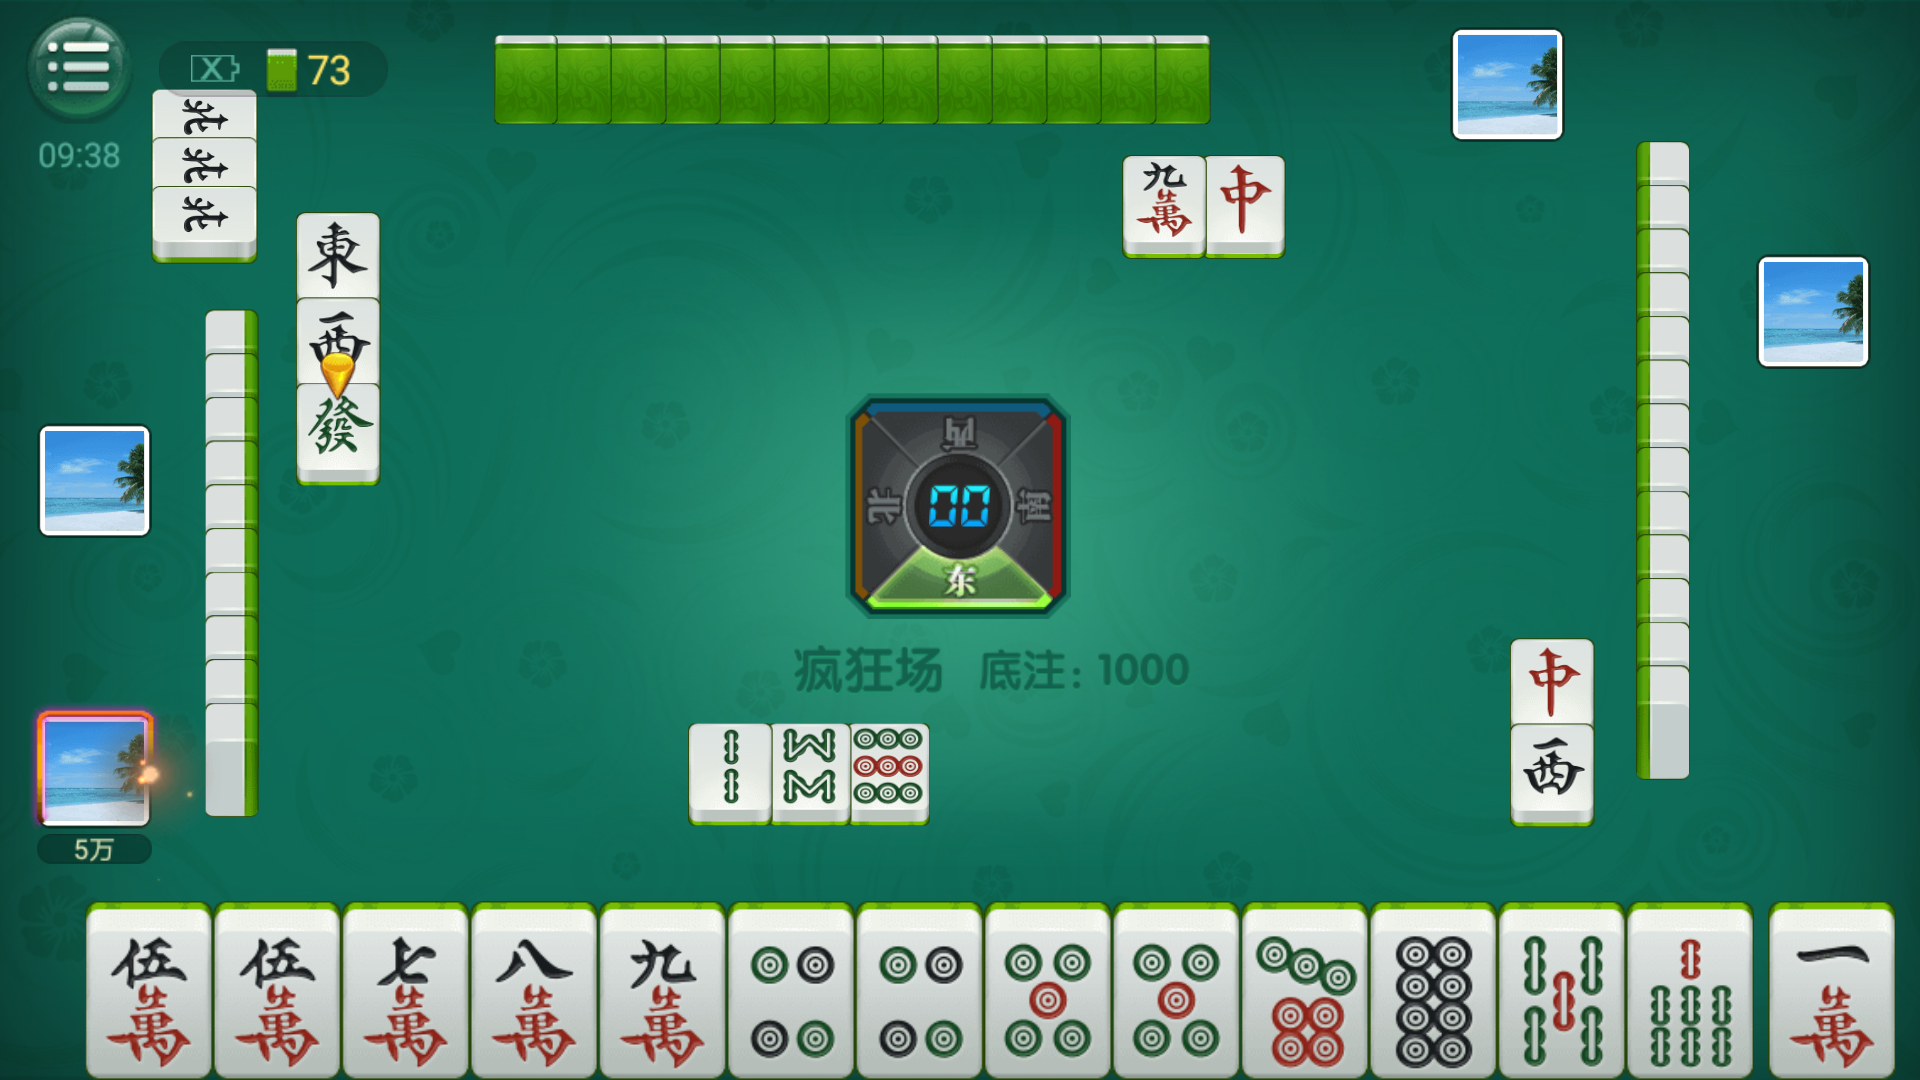 73
09:38
北
北
北
東
西
發
九萬
中
西
北
00
南
东
疯狂场 底注: 1000
中
西
5万
伍萬 伍萬 七萬 八萬 九萬 一萬